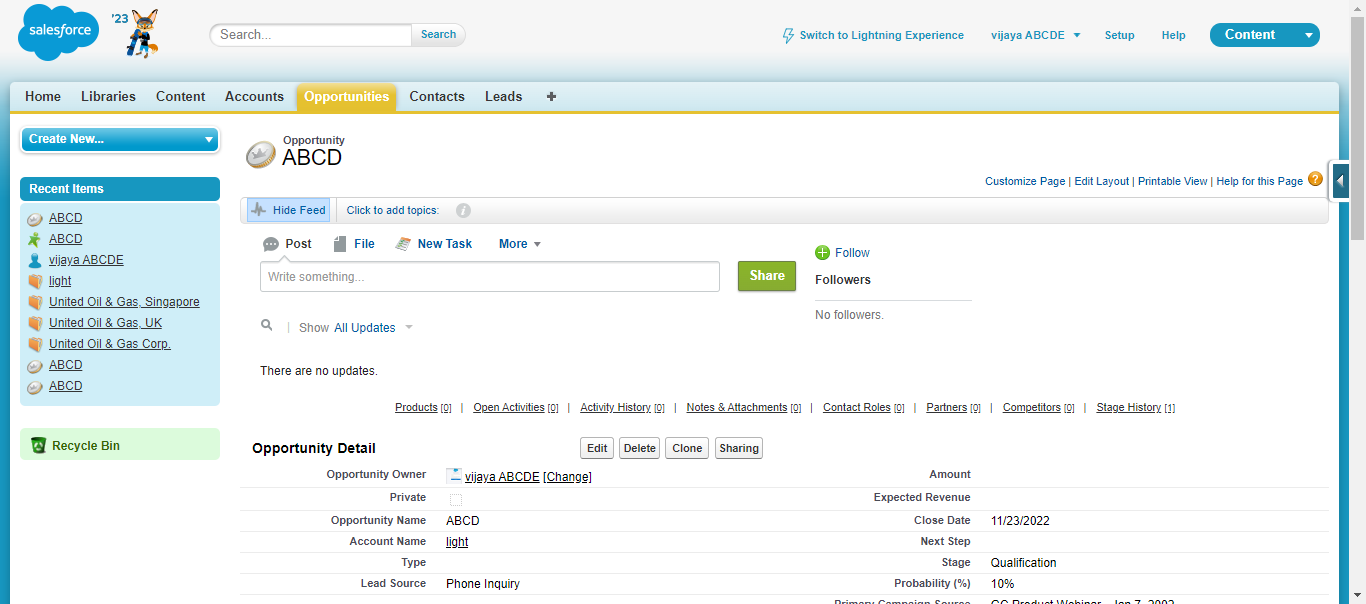 salesforce
'23
Search...
Search
Switch to Lightning Experience
vijaya ABCDE
Setup
Help
Content
Home
Libraries
Content
Accounts
Opportunities
Contacts
Leads
+
Create New...
Recent Items
ABCD
ABCD
vijaya ABCDE
light
United Oil & Gas, Singapore
United Oil & Gas, UK
United Oil & Gas Corp.
ABCD
ABCD
Recycle Bin
Opportunity
ABCD
Customize Page | Edit Layout | Printable View | Help for this Page ?
Hide Feed
Click to add topics:
Post
File
New Task
More
Write something...
Share
Follow
Followers
No followers.
Show All Updates
There are no updates.
Products [0] | Open Activities [0] | Activity History [0] | Notes & Attachments [0] | Contact Roles [0] | Partners [0] | Competitors [0] | Stage History [1]
Opportunity Detail
Edit
Delete
Clone
Sharing
Opportunity Owner vijaya ABCDE [Change] Amount
Private Expected Revenue
Opportunity Name ABCD Close Date 11/23/2022
Account Name light Next Step
Type Stage Qualification
Lead Source Phone Inquiry Probability (%) 10%
Primary Campaign Source GC Product Webinar - Jan 7, 2002